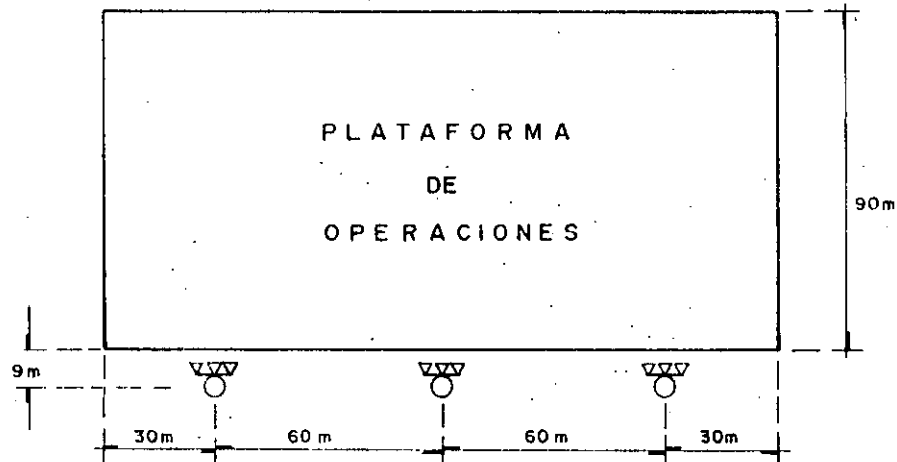 PLATAFORMA
DE
OPERACIONES
90m
9m
30m
60 m
60 m
30m